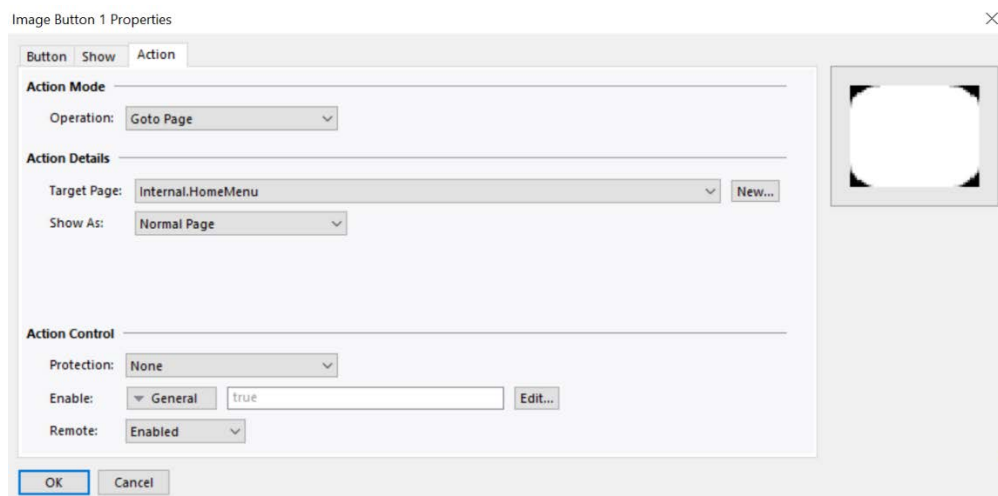 Image Button 1 Properties
Button Show Action
Action Mode
Operation: Goto Page
Action Details
Target Page: Internal.HomeMenu New...
Show As: Normal Page
Action Control
Protection: None
Enable: General true Edit...
Remote: Enabled
OK Cancel